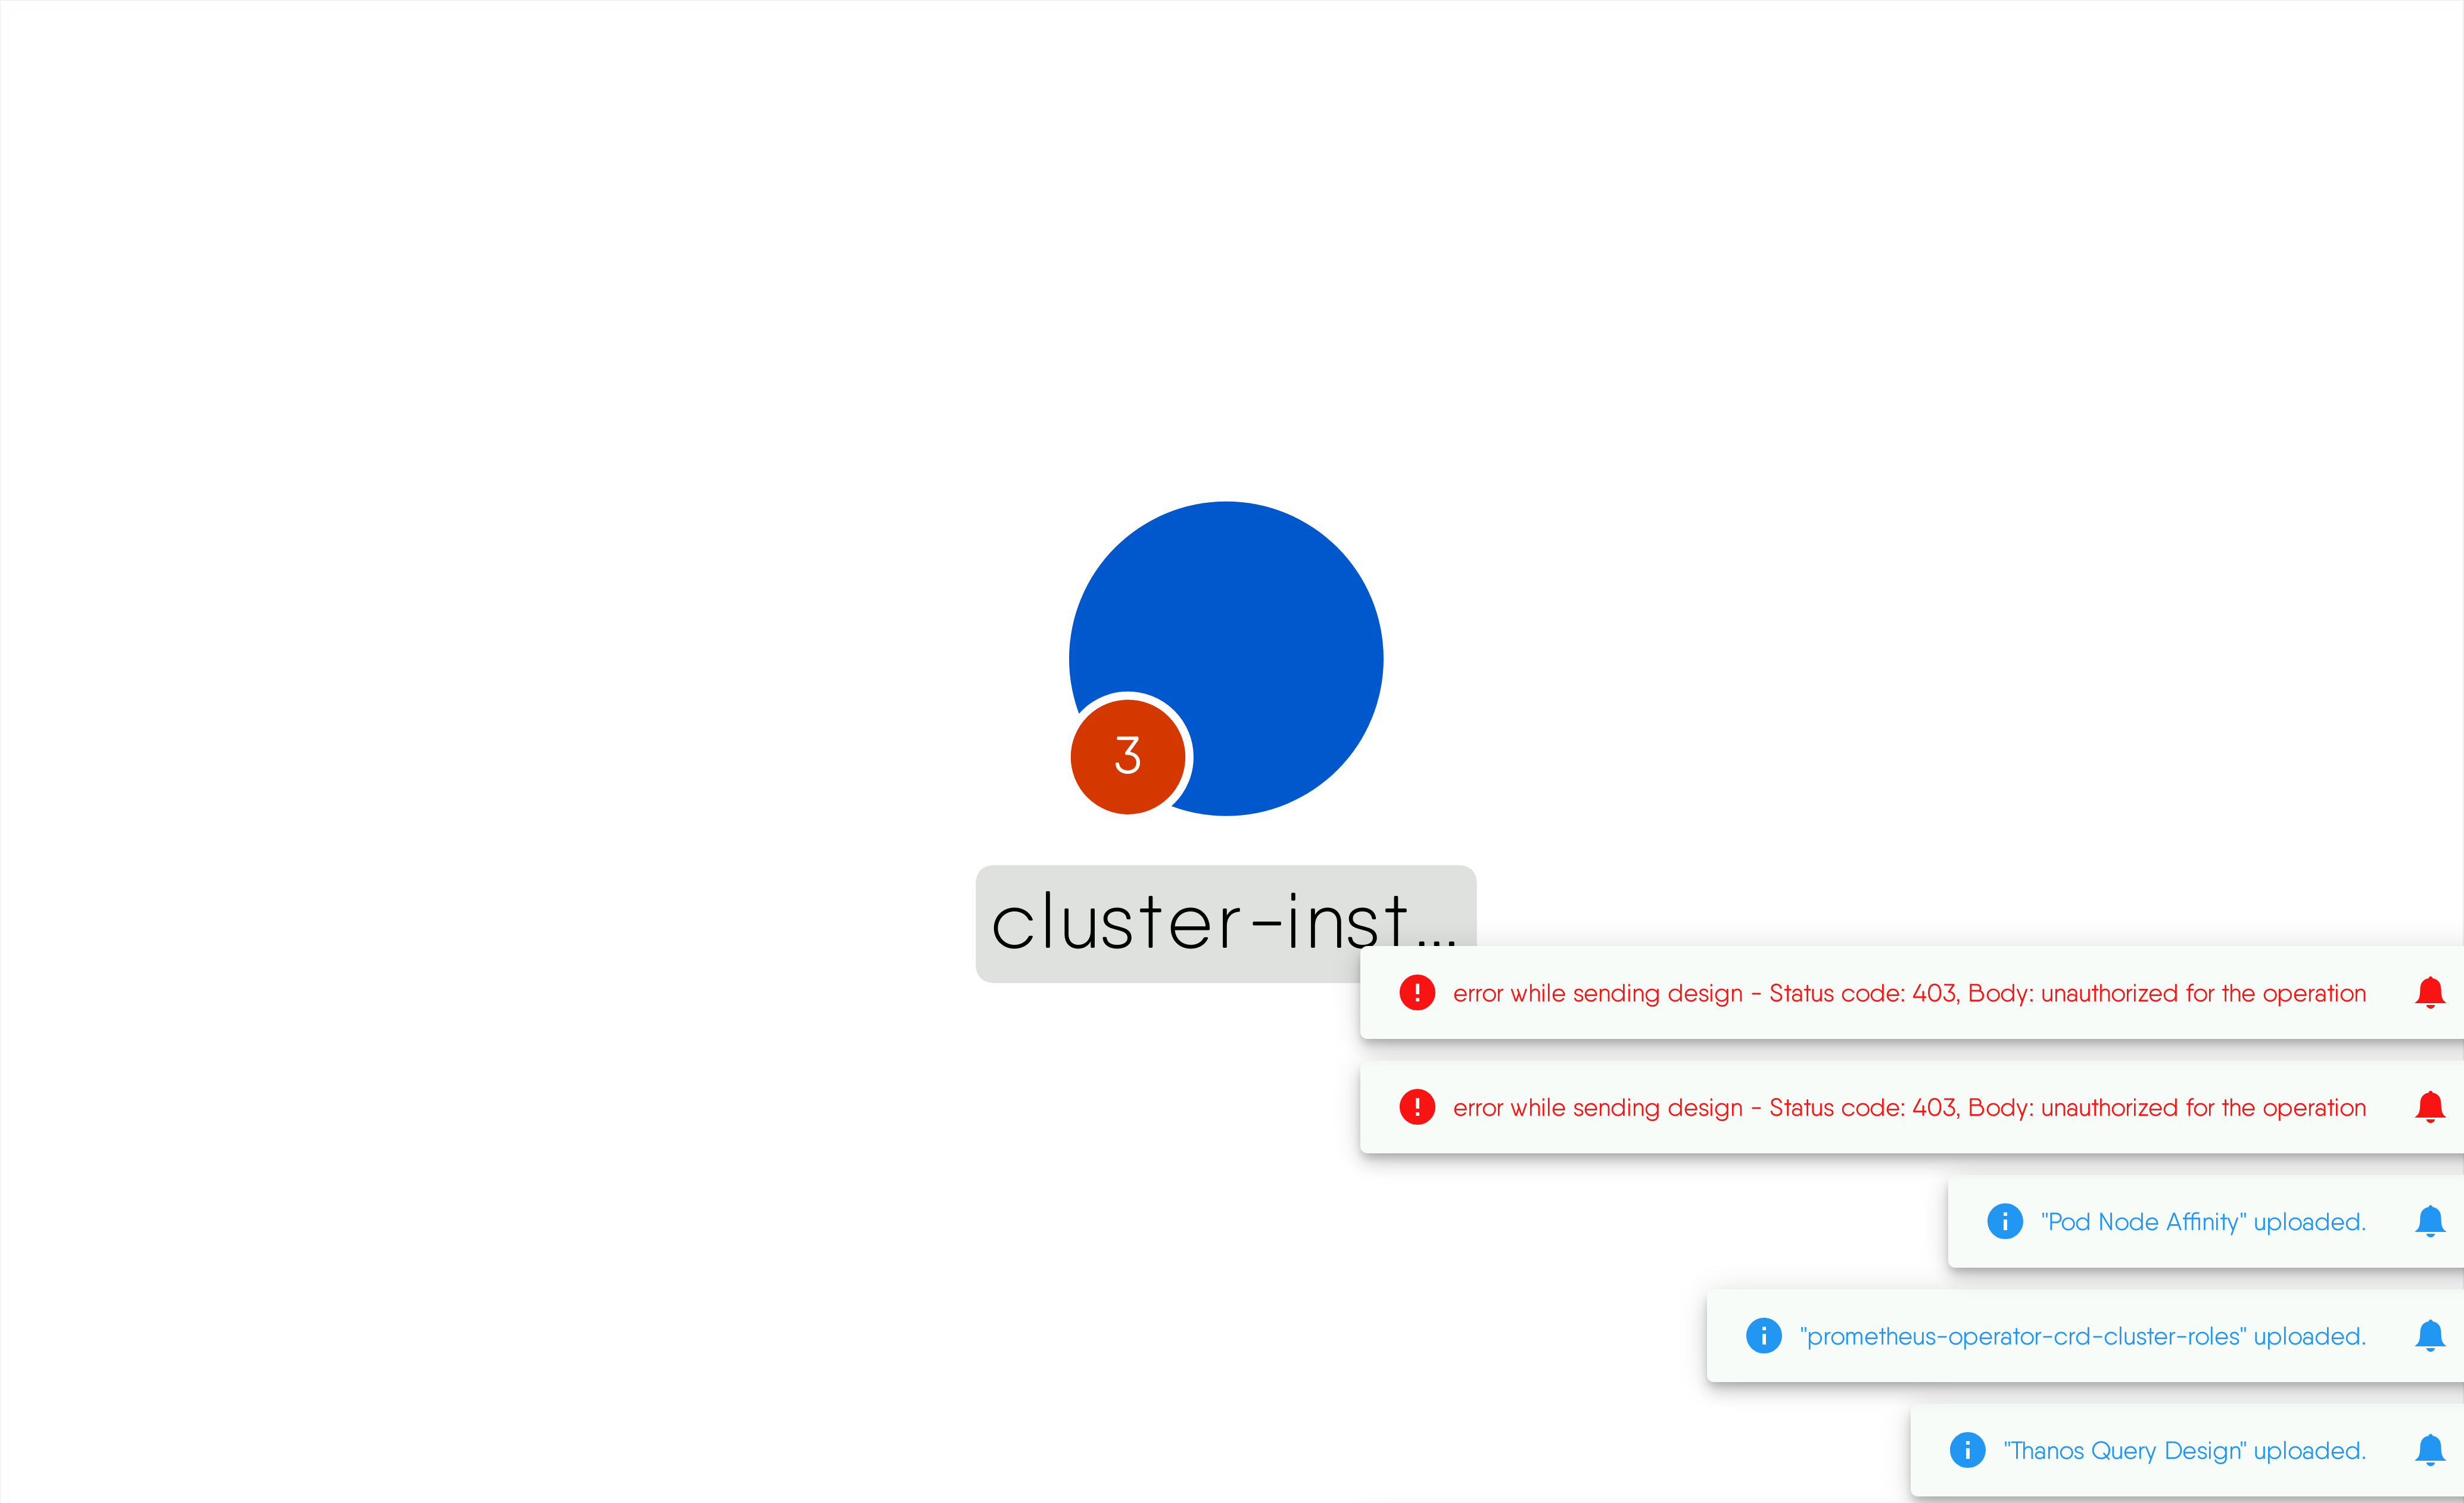 3
cluster-inst...
error while sending design - Status code: 403, Body: unauthorized for the operation
error while sending design - Status code: 403, Body: unauthorized for the operation
"Pod Node Affinity" uploaded.
"prometheus-operator-crd-cluster-roles" uploaded.
"Thanos Query Design" uploaded.